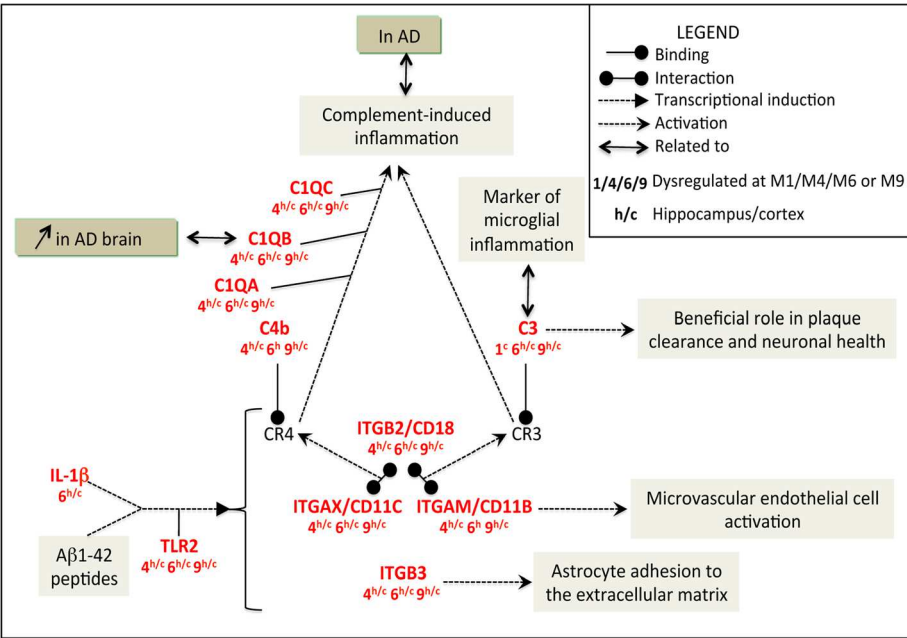 In AD
Complement-induced
inflammation
LEGEND
Binding
Interaction
Transcriptional induction
Activation
Related to
1/4/6/9 Dysregulated at M1/M4/M6 or M9
h/c Hippocampus/cortex
C1QC
4h/c 6h/c 9h/c
in AD brain
C1QB
4h/c 6h/c 9h/c
C1QA
4h/c 6h/c 9h/c
C4b
4h/c 6h 9h/c
Marker of
microglial
inflammation
C3
1c 6h/c 9h/c
Beneficial role in plaque
clearance and neuronal health
CR4
ITGB2/CD18
4h/c 6h/c 9h/c
CR3
IL-1β
6h/c
Aβ1-42
peptides
TLR2
4h/c 6h/c 9h/c
ITGAX/CD11C
4h/c 6h/c 9h/c
ITGAM/CD11B
4h/c 6h 9h/c
Microvascular endothelial cell
activation
ITGB3
4h/c 6h/c 9h/c
Astrocyte adhesion to
the extracellular matrix